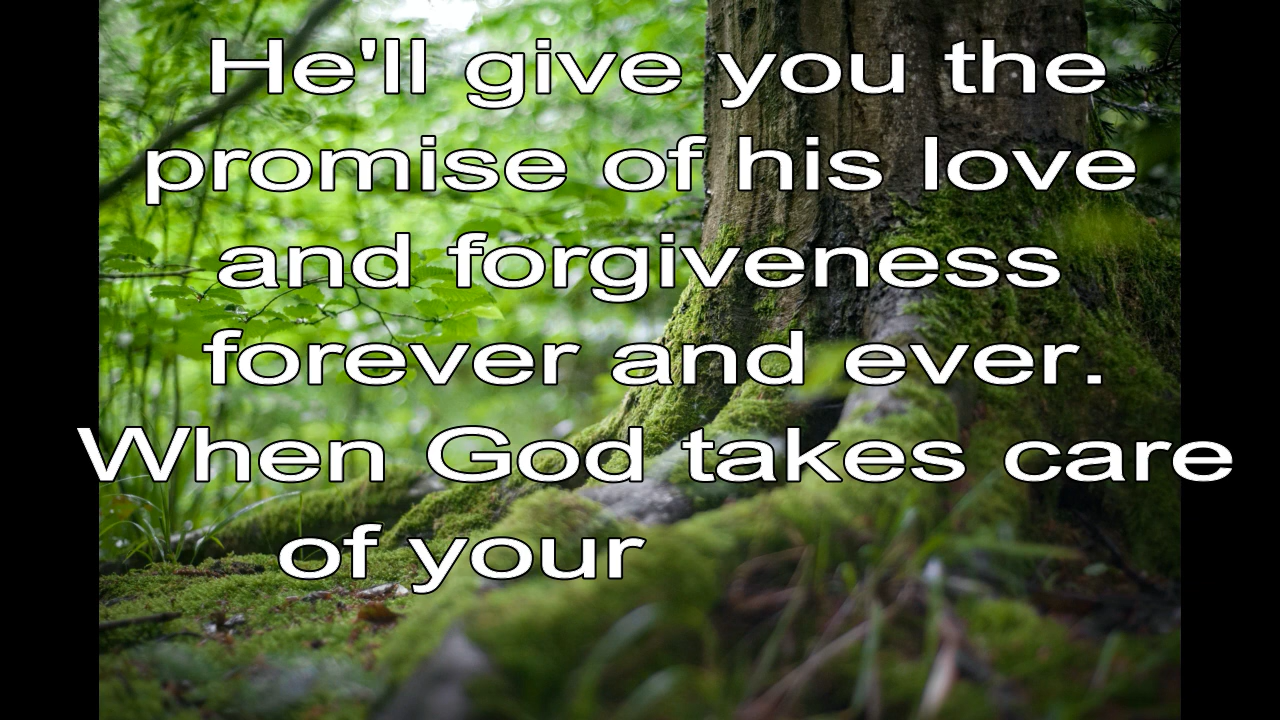 He'll give you the
promise of his love
and forgiveness
forever and ever.
When God takes care
of your